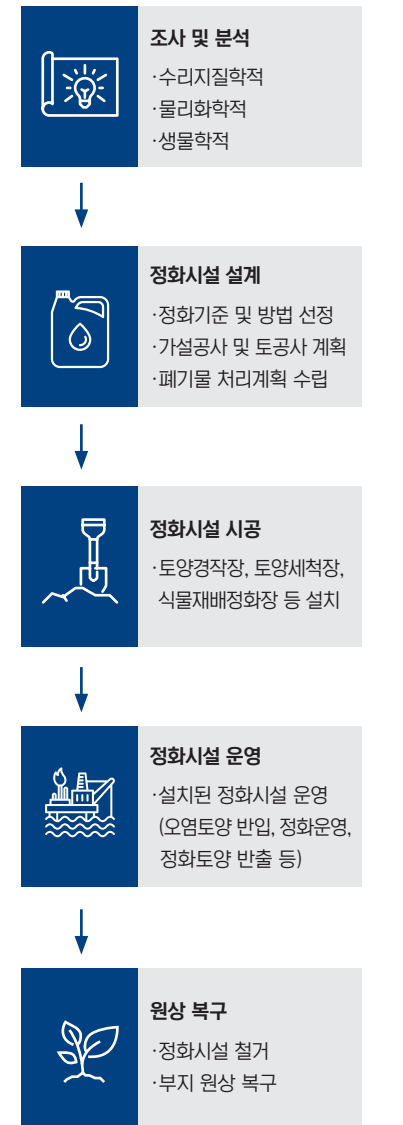 조사 및 분석
·수리지질학적
·물리화학적
·생물학적
정화시설 설계
·정화기준 및 방법 선정
·가설공사 및 토공사 계획
·폐기물 처리계획 수립
정화시설 시공
·토양경작장, 토양세척장,
식물재배정화장 등 설치
정화시설 운영
·설치된 정화시설 운영
(오염토양 반입, 정화운영,
정화토양 반출 등)
원상 복구
·정화시설 철거
·부지 원상 복구